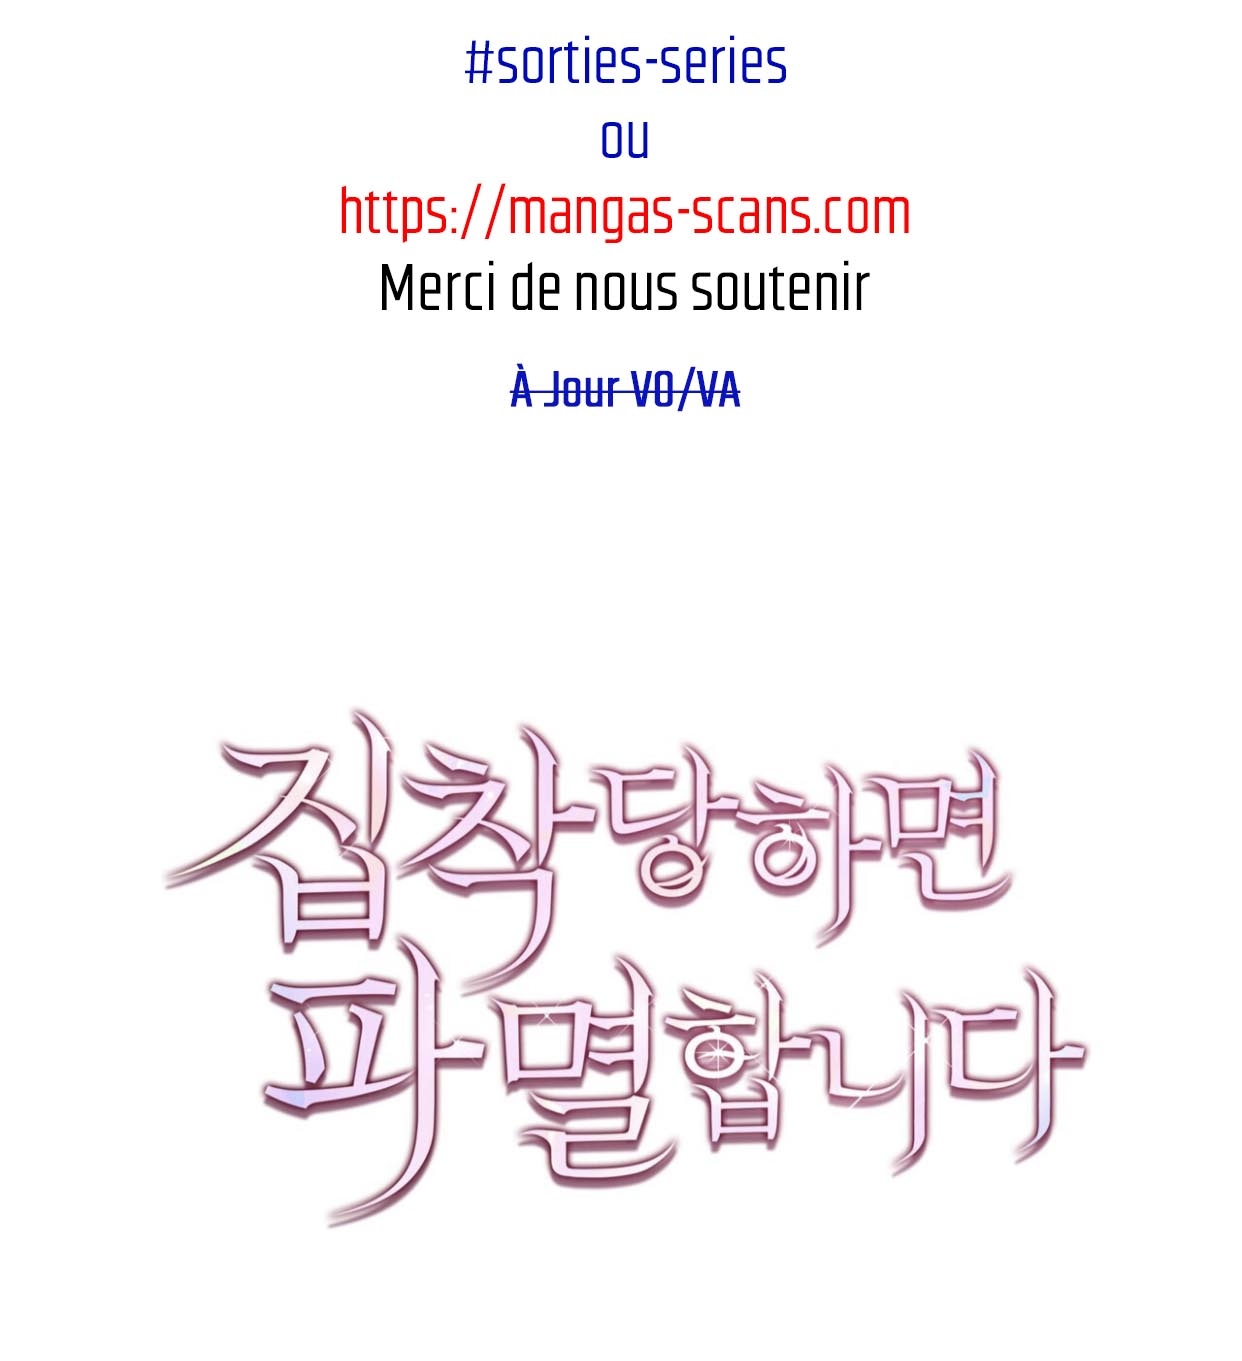 #sorties-series
ou
https://mangas-scans.com
Merci de nous soutenir
À Jour VO/VA
집착당하면
파멸합니다